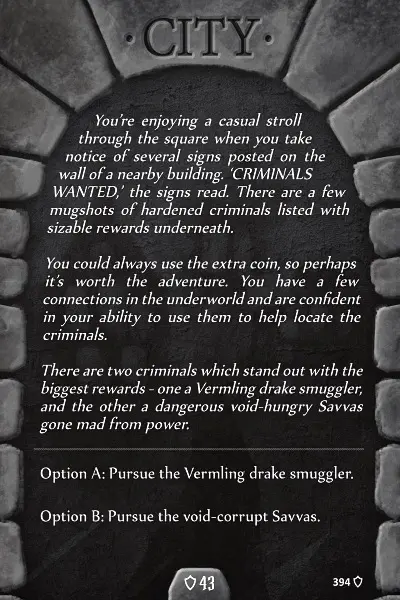 · CITY ·
You're enjoying a casual stroll
through the square when you take
notice of several signs posted on the
wall of a nearby building. 'CRIMINALS
WANTED,' the signs read. There are a few
mugshots of hardened criminals listed with
sizable rewards underneath.
You could always use the extra coin, so perhaps
it's worth the adventure. You have a few
connections in the underworld and are confident
in your ability to use them to help locate the
criminals.
There are two criminals which stand out with the
biggest rewards - one a Vermling drake smuggler,
and the other a dangerous void-hungry Savvas
gone mad from power.
Option A: Pursue the Vermling drake smuggler.
Option B: Pursue the void-corrupt Savvas.
43
394